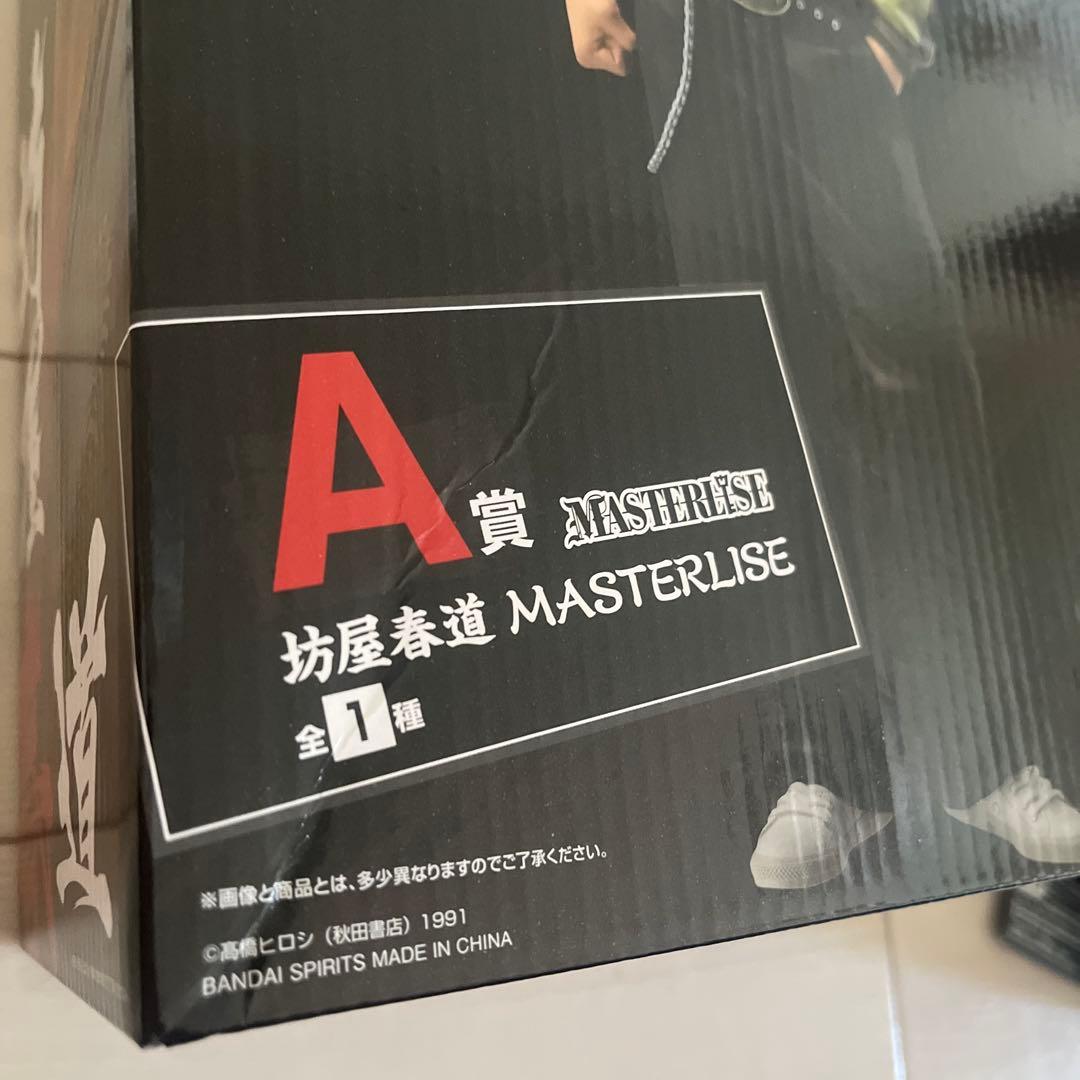 A賞 MASTERLISE
坊屋春道 MASTERLISE
全1種
※画像と商品とは、多少異なりますのでご了承ください。
©髙橋ヒロシ（秋田書店）1991
BANDAI SPIRITS MADE IN CHINA
道